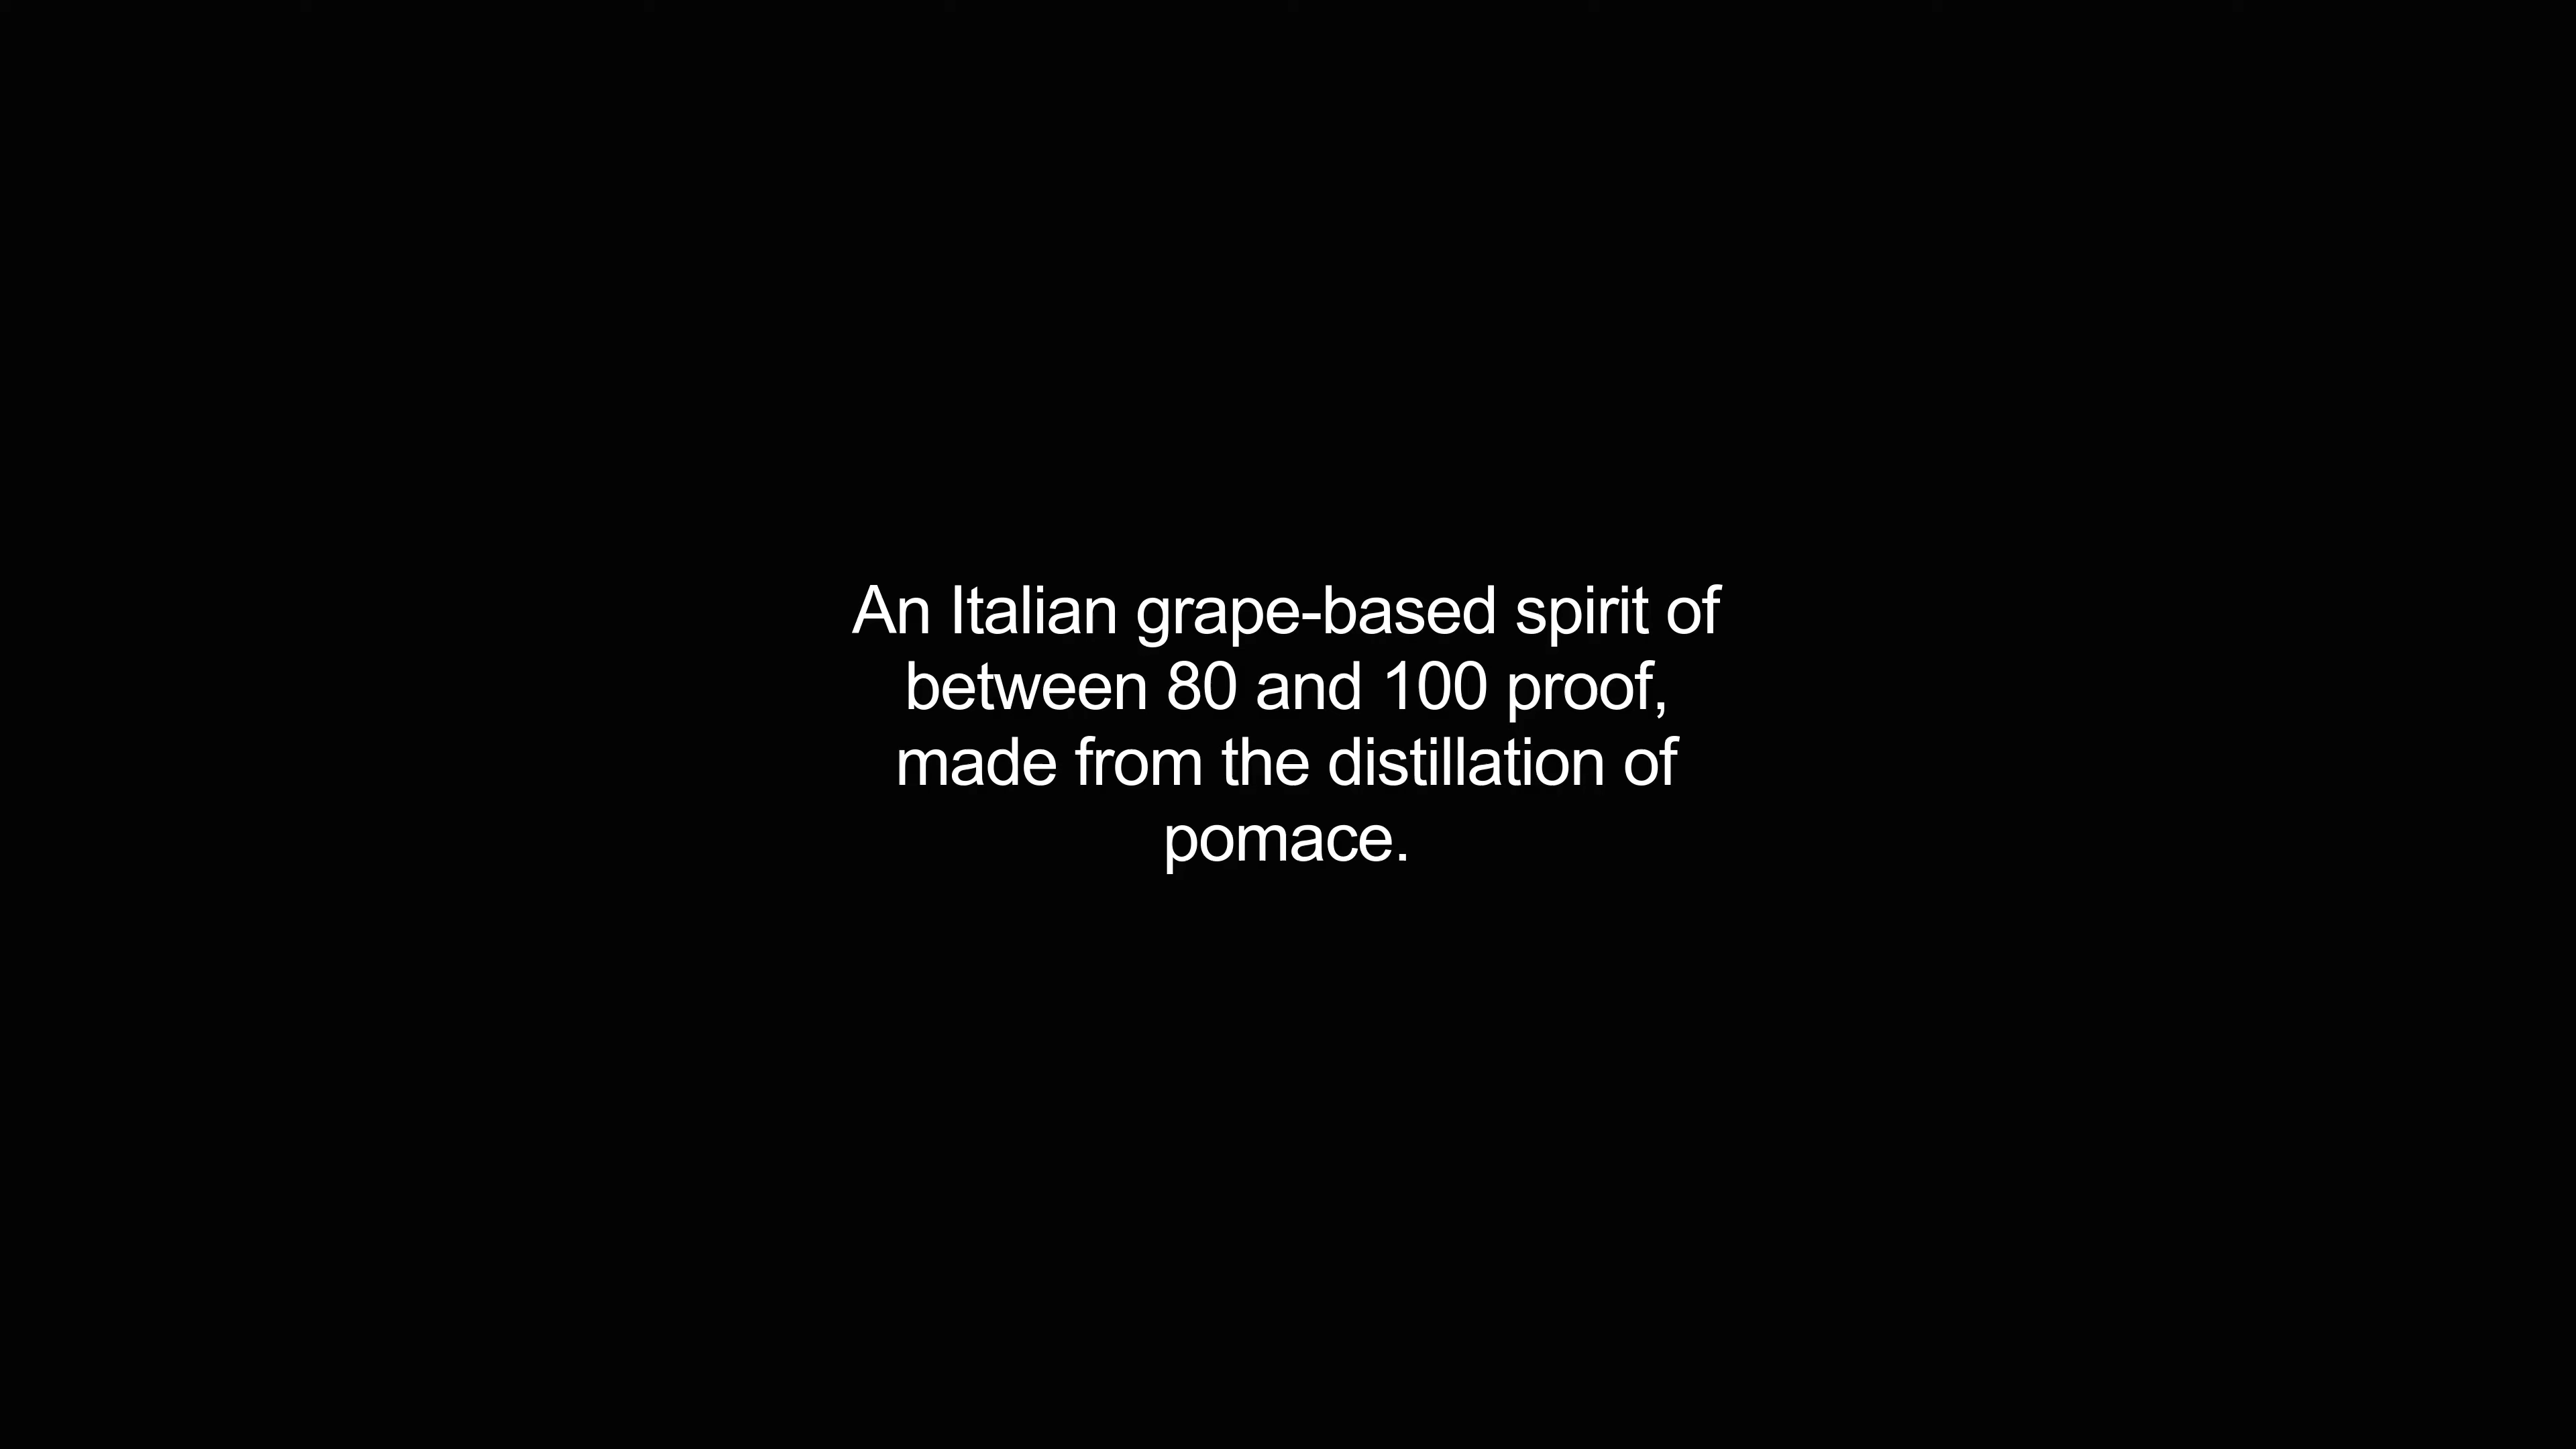 An Italian grape-based spirit of
between 80 and 100 proof,
made from the distillation of
pomace.